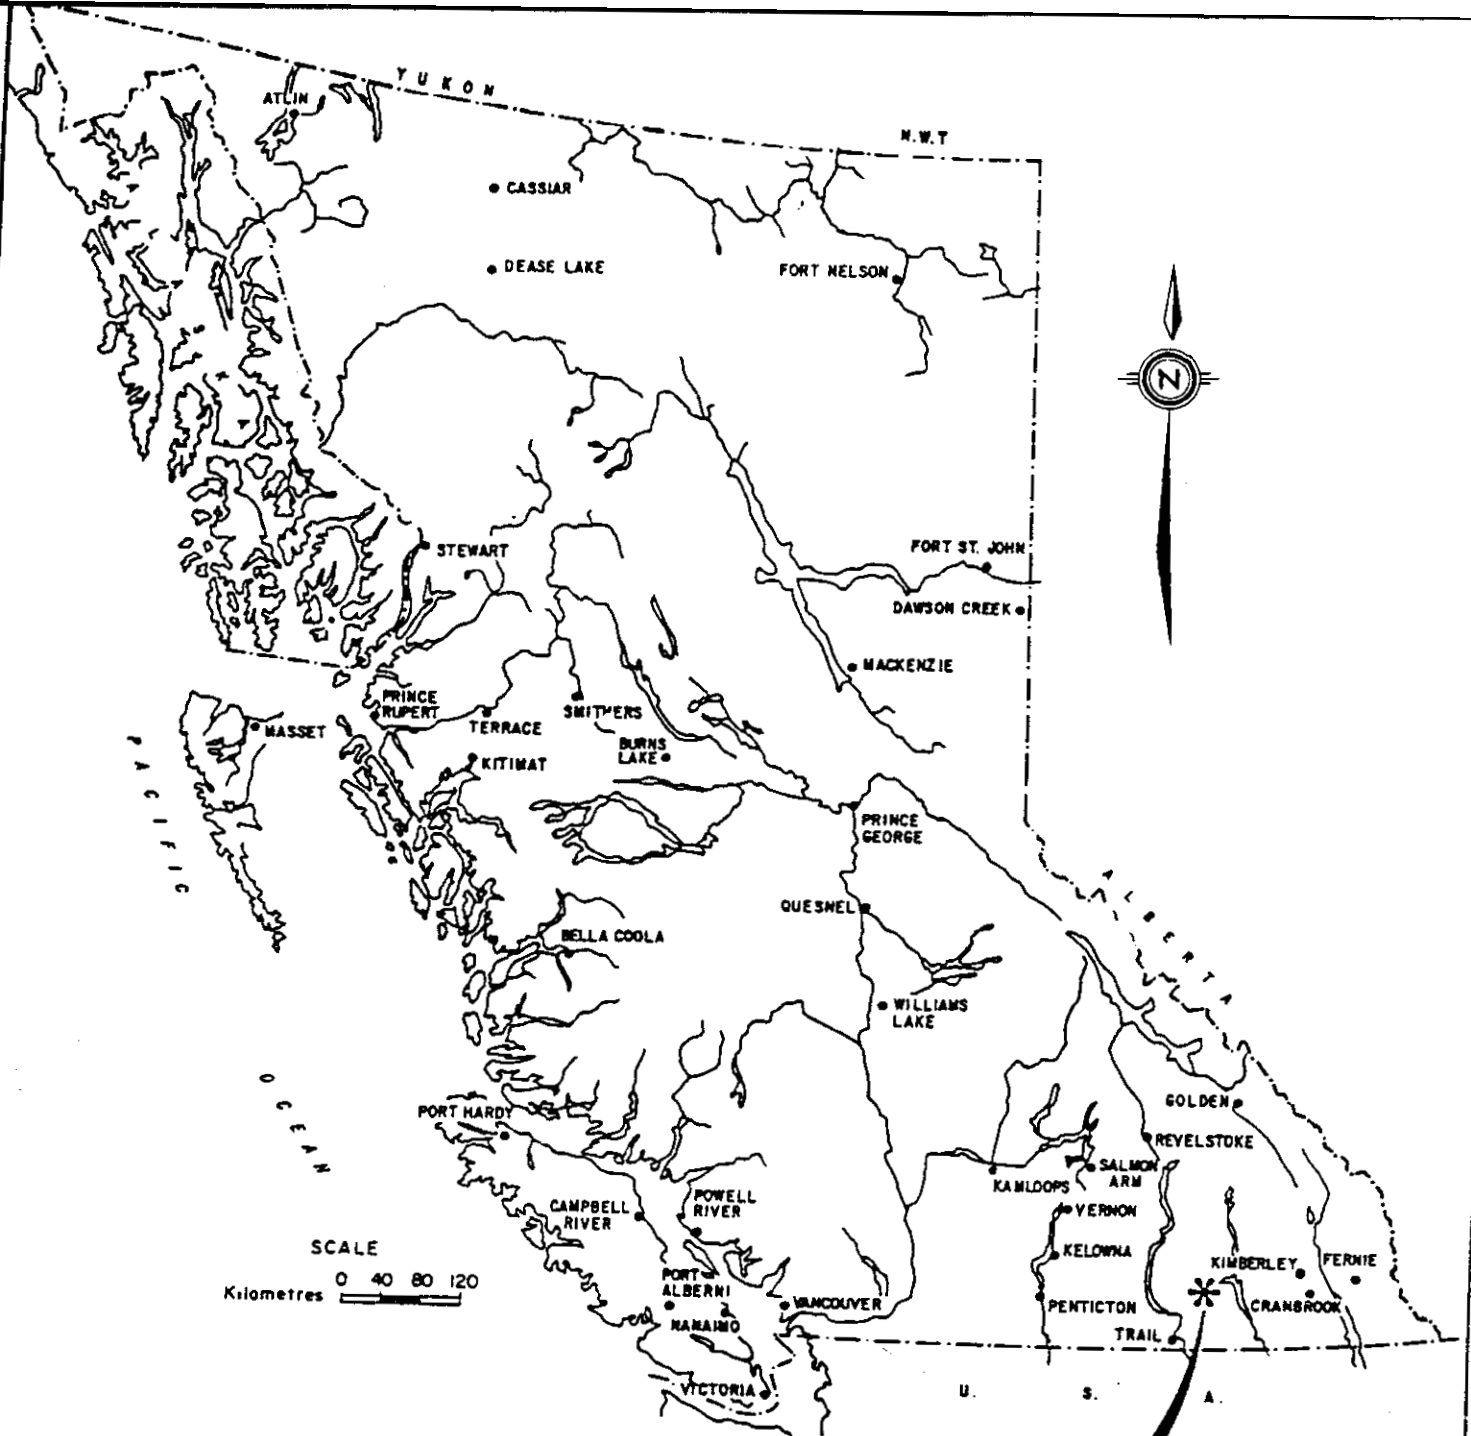 YUKON
N.W.T
ATLIN
CASSIAR
DEASE LAKE
FORT NELSON
ALASKA
N
STEWART
FORT ST. JOHN
DAWSON CREEK
MACKENZIE
PRINCE
RUPERT
SMITHERS
TERRACE
MASSET
BURNS
LAKE
KITIMAT
PACIFIC
PRINCE
GEORGE
ALBERTA
QUESNEL
BELLA COOLA
WILLIAMS
LAKE
OCEAN
GOLDEN
PORT HARDY
REVELSTOKE
SALMON
ARM
KAMLOOPS
POWELL
RIVER
CAMPBELL
RIVER
VERNON
SCALE
KELOWNA
KIMBERLEY
FERNIE
PORT
ALBERNI
0 40 80 120
Kilometres
VANCOUVER
PENTICTON
CRANBROOK
NANAIMO
TRAIL
VICTORIA
U. S. A.